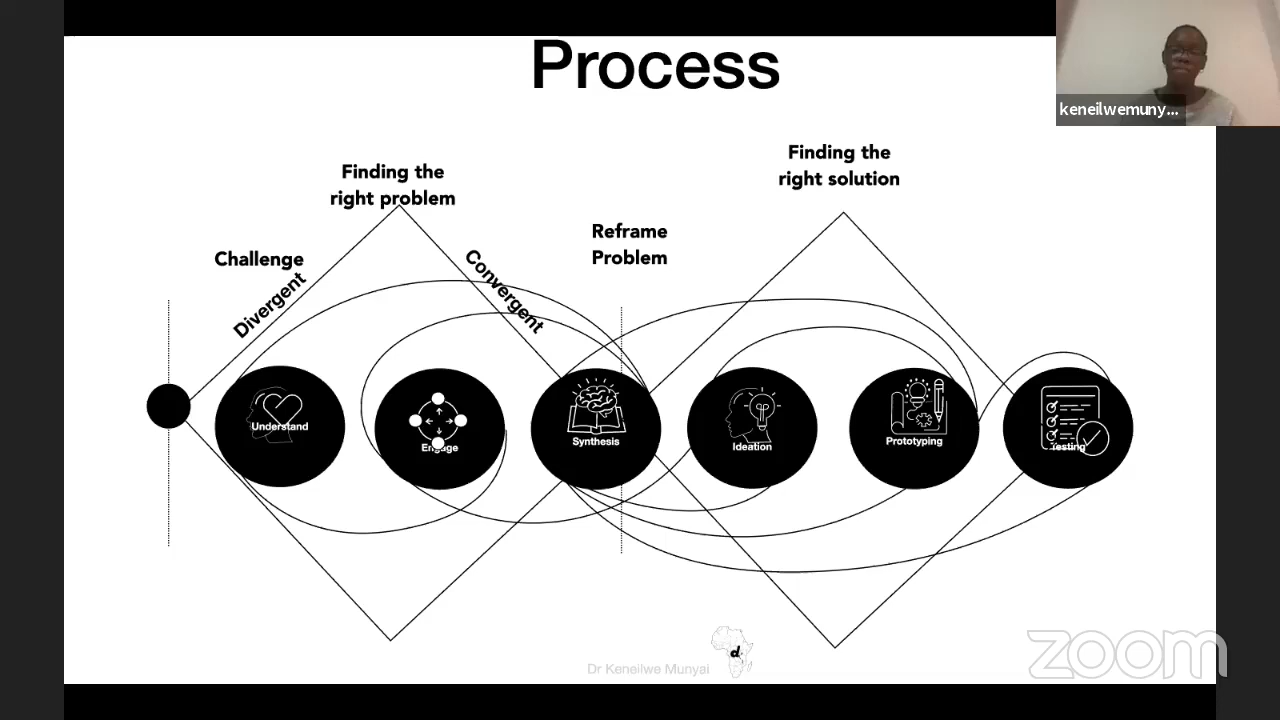 Process
keneilwemuny...
Finding the
right problem
Finding the
right solution
Reframe
Problem
Challenge
Divergent
Convergent
Understand
Engage
Synthesis
Ideation
Prototyping
Testing
d
Dr Keneilwe Munyai
zoom